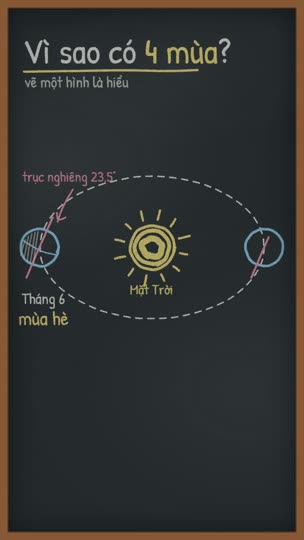 Vì sao có 4 mùa?
vẽ một hình là hiểu
trục nghiêng 23,5°
Mặt Trời
Tháng 6
mùa hè